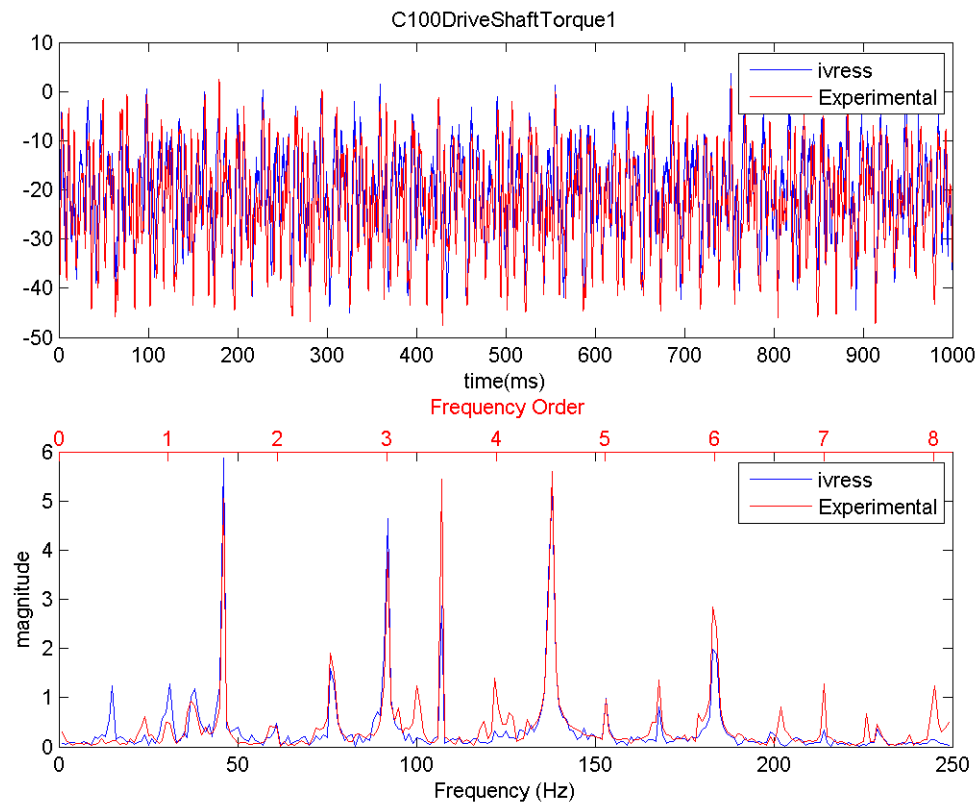 C100DriveShaftTorque1
10
0
-10
-20
-30
-40
-50
ivress
Experimental
0 100 200 300 400 500 600 700 800 900 1000
time(ms)
Frequency Order
0 1 2 3 4 5 6 7 8
6
5
4
3
2
1
0
magnitude
ivress
Experimental
0 50 100 150 200 250
Frequency (Hz)